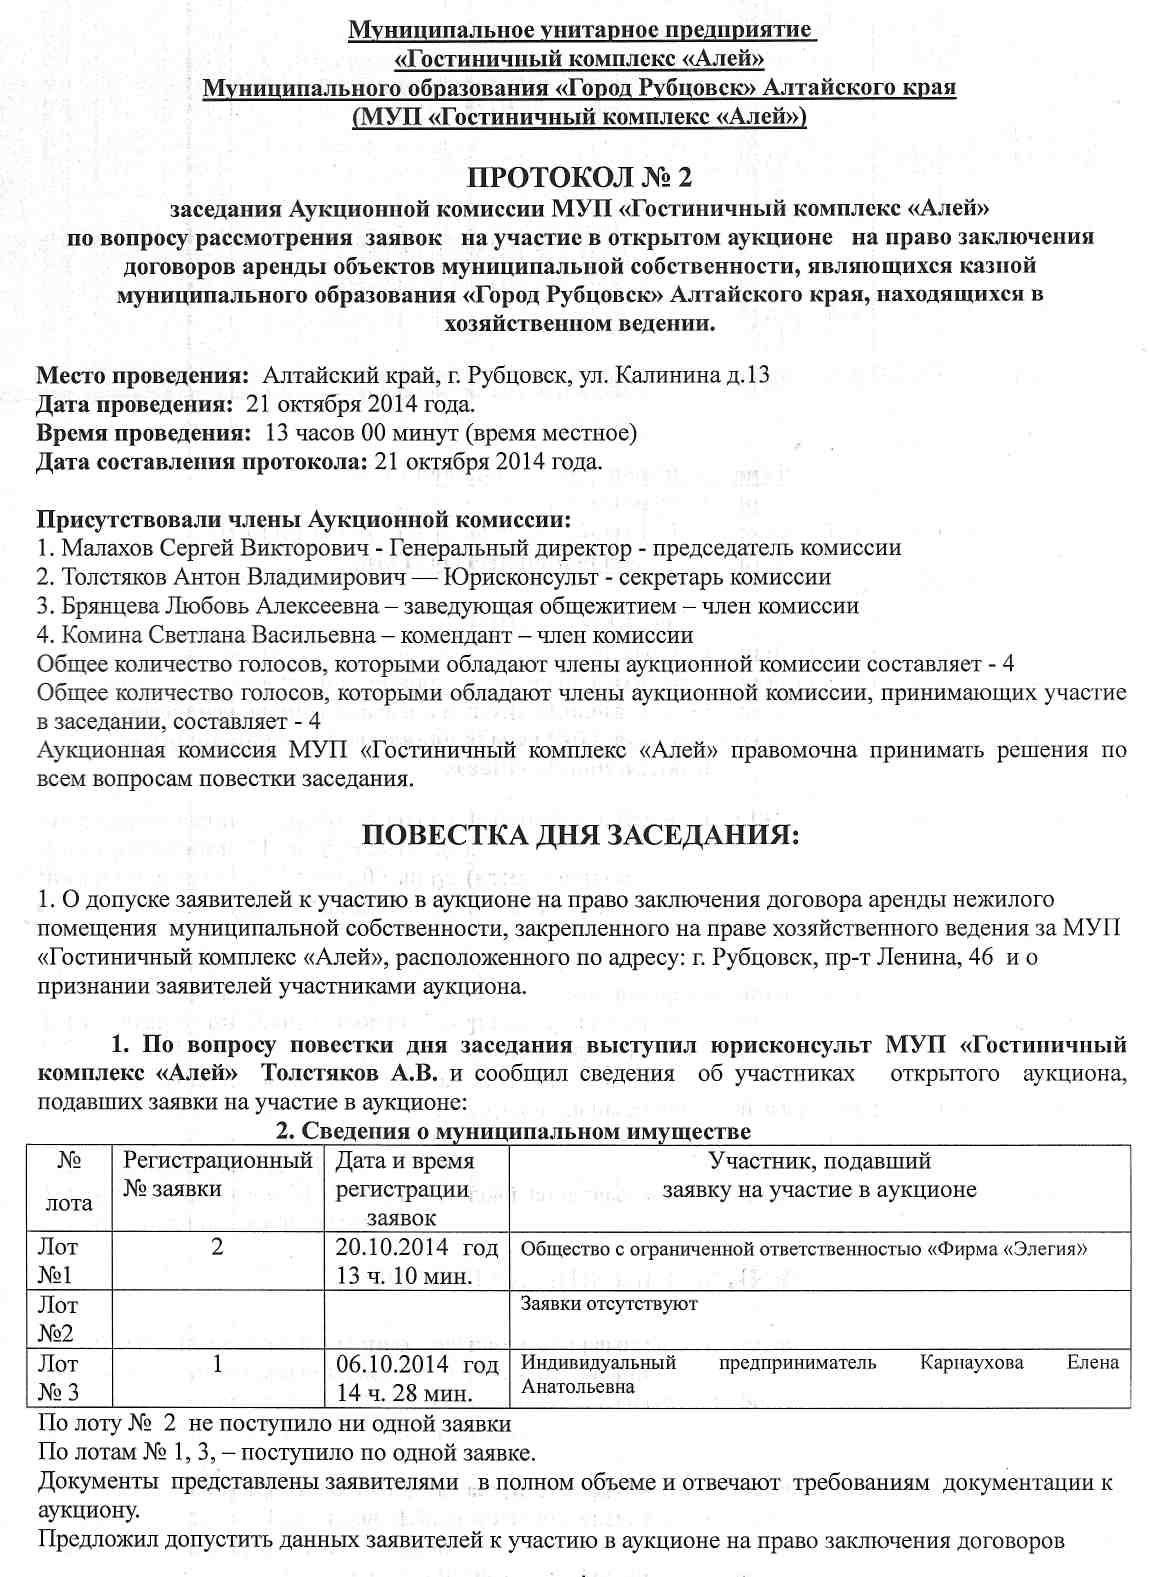 Муниципальное унитарное предприятие
«Гостиничный комплекс «Алей»
Муниципального образования «Город Рубцовск» Алтайского края
(МУП «Гостиничный комплекс «Алей»)
ПРОТОКОЛ № 2
заседания Аукционной комиссии МУП «Гостиничный комплекс «Алей»
по вопросу рассмотрения заявок на участие в открытом аукционе на право заключения
договоров аренды объектов муниципальной собственности, являющихся казной
муниципального образования «Город Рубцовск» Алтайского края, находящихся в
хозяйственном ведении.
Место проведения: Алтайский край, г. Рубцовск, ул. Калинина д.13
Дата проведения: 21 октября 2014 года.
Время проведения: 13 часов 00 минут (время местное)
Дата составления протокола: 21 октября 2014 года.
Присутствовали члены Аукционной комиссии:
1. Малахов Сергей Викторович - Генеральный директор - председатель комиссии
2. Толстяков Антон Владимирович — Юрисконсульт - секретарь комиссии
3. Брянцева Любовь Алексеевна – заведующая общежитием – член комиссии
4. Комина Светлана Васильевна – комендант – член комиссии
Общее количество голосов, которыми обладают члены аукционной комиссии составляет - 4
Общее количество голосов, которыми обладают члены аукционной комиссии, принимающих участие
в заседании, составляет - 4
Аукционная комиссия МУП «Гостиничный комплекс «Алей» правомочна принимать решения по
всем вопросам повестки заседания.
ПОВЕСТКА ДНЯ ЗАСЕДАНИЯ:
1. О допуске заявителей к участию в аукционе на право заключения договора аренды нежилого
помещения муниципальной собственности, закрепленного на праве хозяйственного ведения за МУП
«Гостиничный комплекс «Алей», расположенного по адресу: г. Рубцовск, пр-т Ленина, 46 и о
признании заявителей участниками аукциона.
1. По вопросу повестки дня заседания выступил юрисконсульт МУП «Гостиничный
комплекс «Алей» Толстяков А.В. и сообщил сведения об участниках открытого аукциона,
подавших заявки на участие в аукционе:
2. Сведения о муниципальном имуществе
№
лота
Регистрационный
№ заявки
Дата и время
регистрации
заявок
Участник, подавший
заявку на участие в аукционе
Лот
№1
2
20.10.2014 год
13 ч. 10 мин.
Общество с ограниченной ответственностью «Фирма «Элегия»
Лот
№2
Заявки отсутствуют
Лот
№ 3
1
06.10.2014 год
14 ч. 28 мин.
Индивидуальный предприниматель Карнаухова Елена
Анатольевна
По лоту № 2 не поступило ни одной заявки
По лотам № 1, 3, – поступило по одной заявке.
Документы представлены заявителями в полном объеме и отвечают требованиям документации к
аукциону.
Предложил допустить данных заявителей к участию в аукционе на право заключения договоров